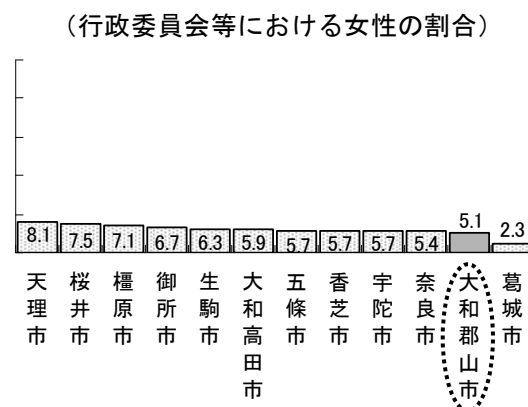 (行政委員会等における女性の割合)
8.1 7.5 7.1 6.7 6.3 5.9 5.7 5.7 5.7 5.4 5.1 2.3
天理市
桜井市
橿原市
御所市
生駒市
大和高田市
五條市
香芝市
宇陀市
奈良市
大和郡山市
葛城市